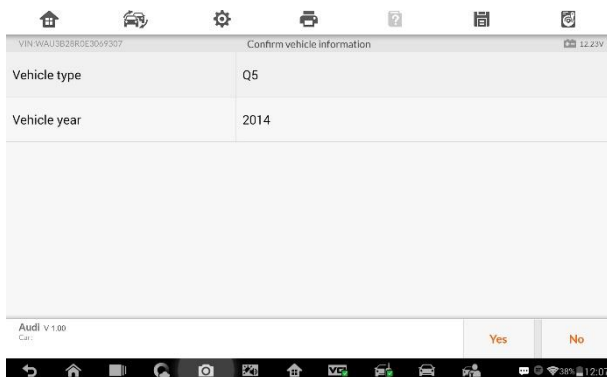 VIN:WAU3B28R0E3069307
Confirm vehicle information
12.23V
Vehicle type
Q5
Vehicle year
2014
Audi V 1.00
Car:
Yes
No
38%
12:07